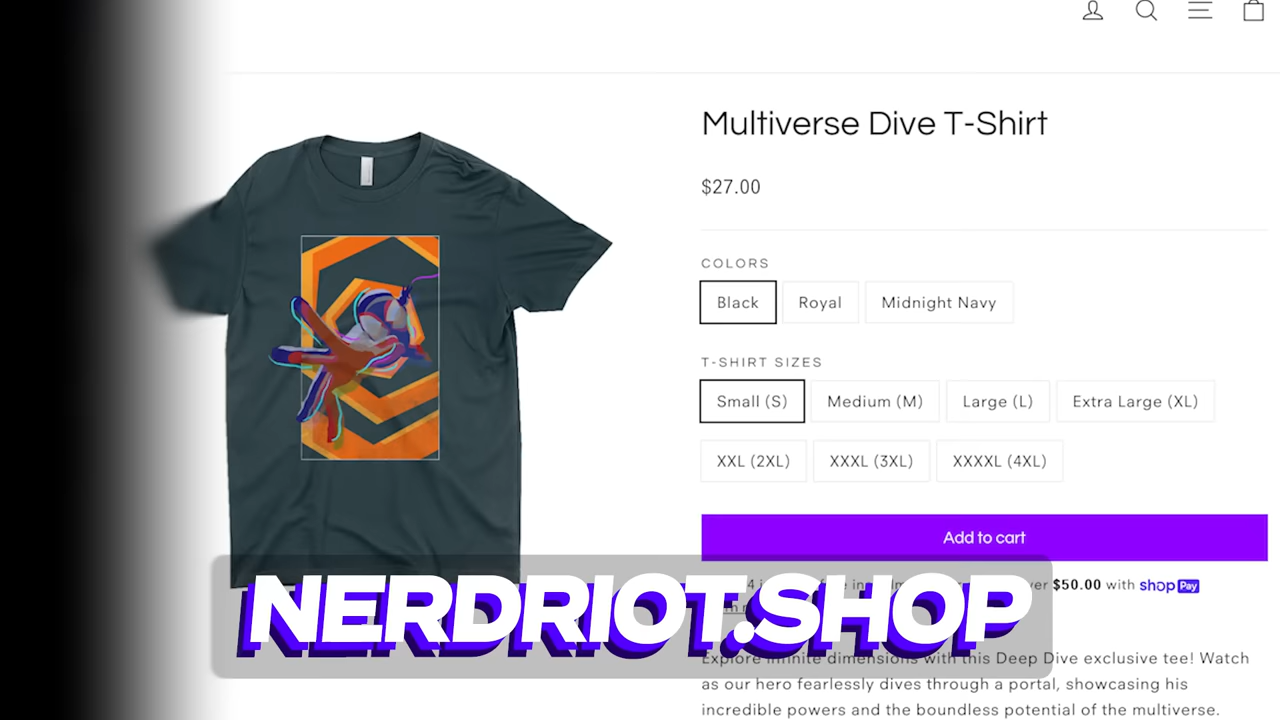 Multiverse Dive T-Shirt
$27.00
COLORS
Black Royal Midnight Navy
T-SHIRT SIZES
Small (S) Medium (M) Large (L) Extra Large (XL)
XXL (2XL) XXXL (3XL) XXXXL (4XL)
Add to cart
$50.00 with shop Pay
NERDRIOT.SHOP
Explore infinite dimensions with this Deep Dive exclusive tee! Watch
as our hero fearlessly dives through a portal, showcasing his
incredible powers and the boundless potential of the multiverse.